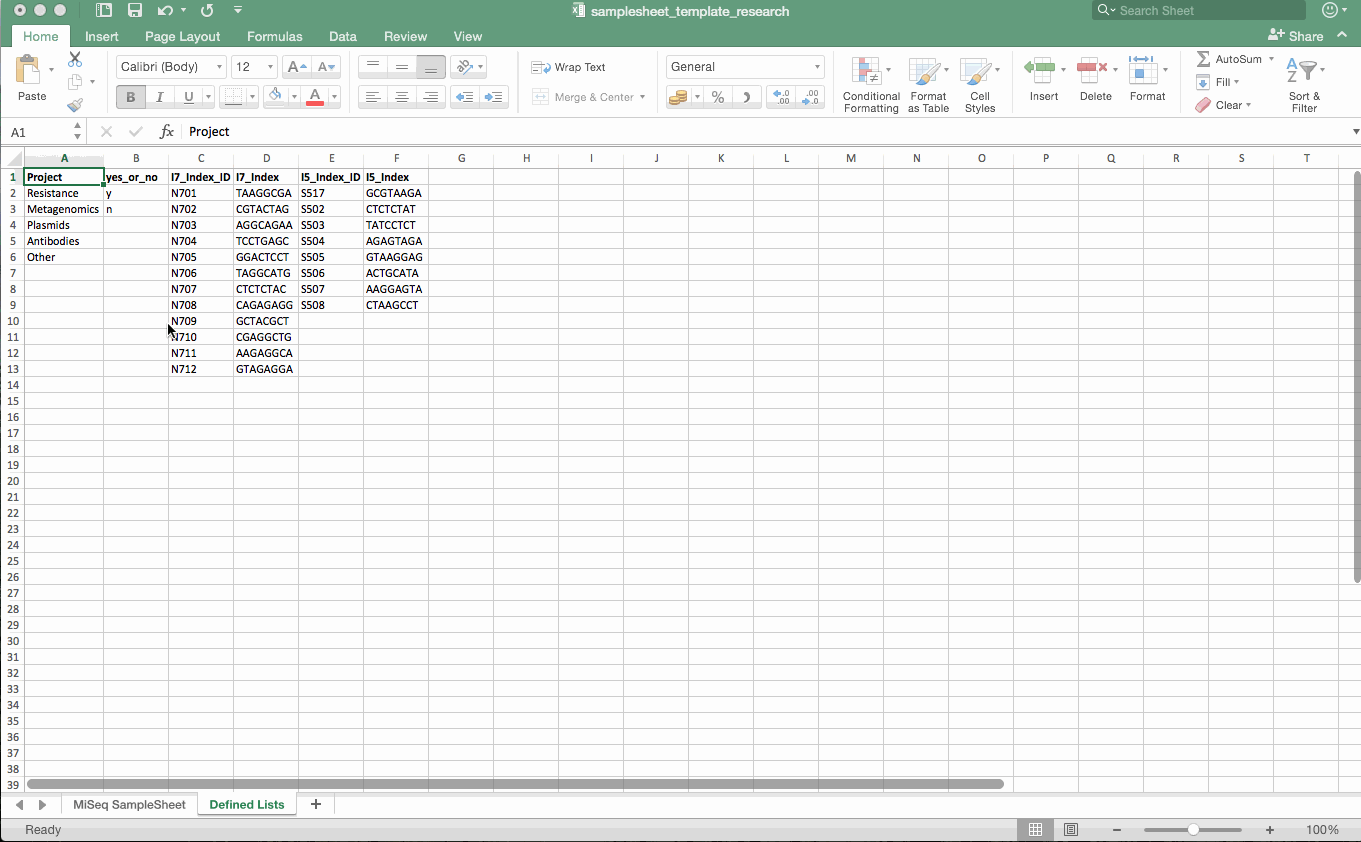 samplesheet_template_research
Search Sheet
Home Insert Page Layout Formulas Data Review View Share
Paste
Calibri (Body) 12
B I U
Wrap Text
Merge & Center
General
Conditional Formatting
Format as Table
Cell Styles
Insert
Delete
Format
AutoSum
Fill
Clear
Sort & Filter
A1 fx Project
A B C D E F G H I J K L M N O P Q R S T
1 Project yes_or_no I7_Index_ID I7_Index I5_Index_ID I5_Index
2 Resistance y N701 TAAGGCGA S517 GCGTAAGA
3 Metagenomics n N702 CGTACTAG S502 CTCTCTAT
4 Plasmids N703 AGGCAGAA S503 TATCCTCT
5 Antibodies N704 TCCTGAGC S504 AGAGTAGA
6 Other N705 GGACTCCT S505 GTAAGGAG
7 N706 TAGGCATG S506 ACTGCATA
8 N707 CTCTCTAC S507 AAGGAGTA
9 N708 CAGAGAGG S508 CTAAGCCT
10 N709 GCTACGCT
11 N710 CGAGGCTG
12 N711 AAGAGGCA
13 N712 GTAGAGGA
14
15
16
17
18
19
20
21
22
23
24
25
26
27
28
29
30
31
32
33
34
35
36
37
38
39
MiSeq SampleSheet Defined Lists +
Ready 100%